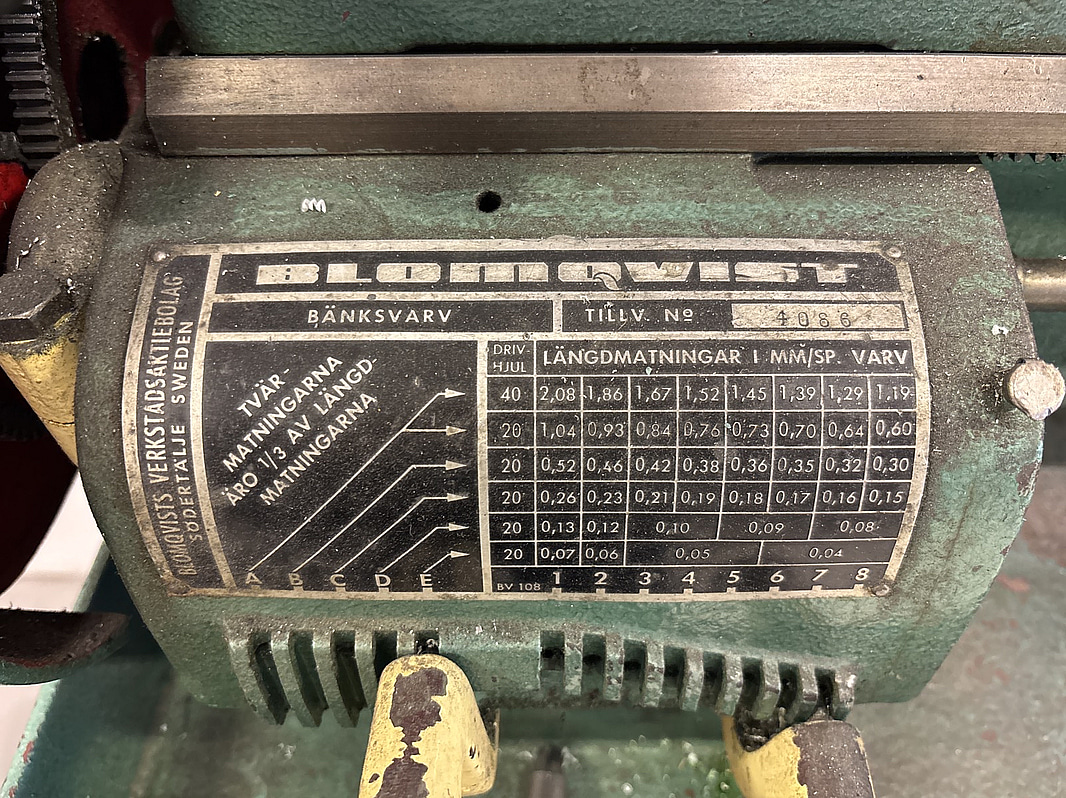 BLOMQVISTS VERKSTADSAKTIEBOLAG
SÖDERTÄLJE SWEDEN
BLOMQVIST
BÄNKSVARV
TILLV. Nº 4086
TVÄR-
MATNINGARNA
ÄRO 1/3 AV LÄNGD-
MATNINGARNA
DRIV-
HJUL
LÄNGDMATNINGAR I MM/SP. VARV
40 2,08 1,86 1,67 1,52 1,45 1,39 1,29 1,19
20 1,04 0,93 0,84 0,76 0,73 0,70 0,64 0,60
20 0,52 0,46 0,42 0,38 0,36 0,35 0,32 0,30
20 0,26 0,23 0,21 0,19 0,18 0,17 0,16 0,15
20 0,13 0,12 0,10 0,09 0,08
20 0,07 0,06 0,05 0,04
A B C D E
BV 108 1 2 3 4 5 6 7 8